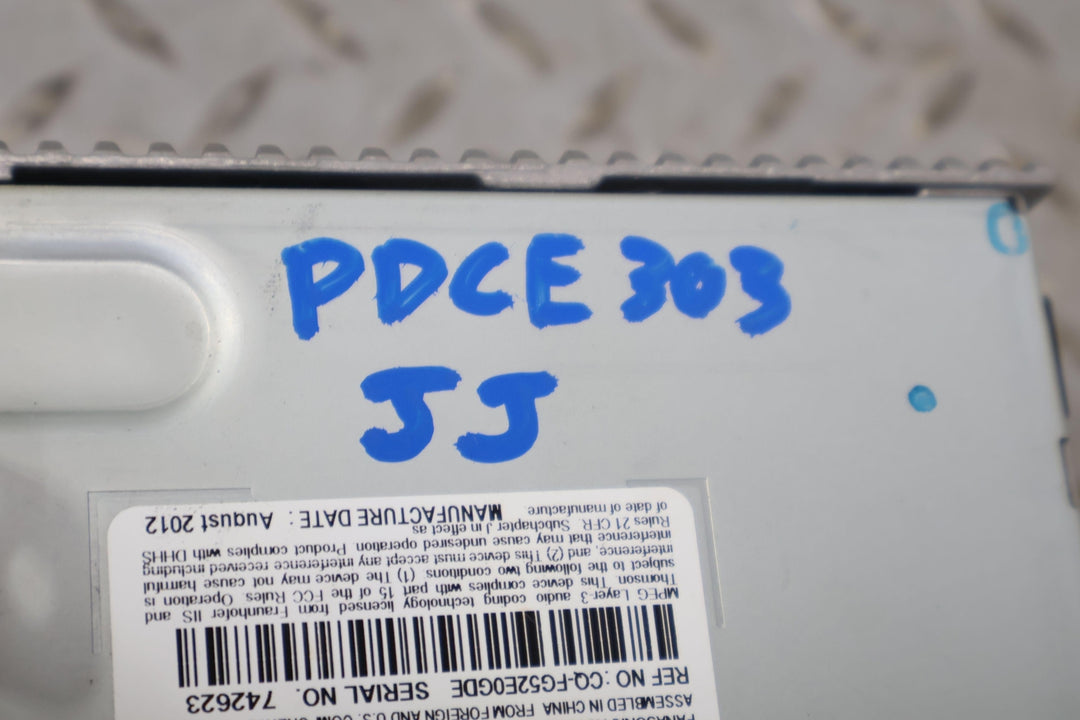 PDCE 303
JJ
PANASONIC
ASSEMBLED IN CHINA FROM FOREIGN AND U.S. COM
REF NO : CQ-FG52E0GDE SERIAL NO. 742623
MPEG Layer-3 audio coding technology licensed from Fraunhofer IIS and
Thomson. This device complies with part 15 of the FCC Rules. Operation is
subject to the following two conditions. (1) The device may not cause harmful
interference, and (2) This device must accept any interference received including
interference that may cause undesired operation. Product complies with DHHS
Rules 21 CFR. Subchapter J in effect as
of date of manufacture. MANUFACTURE DATE : August 2012